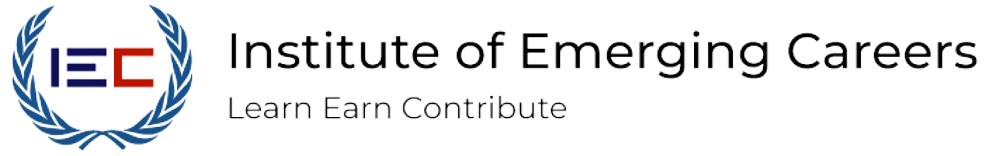 IEC
Institute of Emerging Careers
Learn Earn Contribute